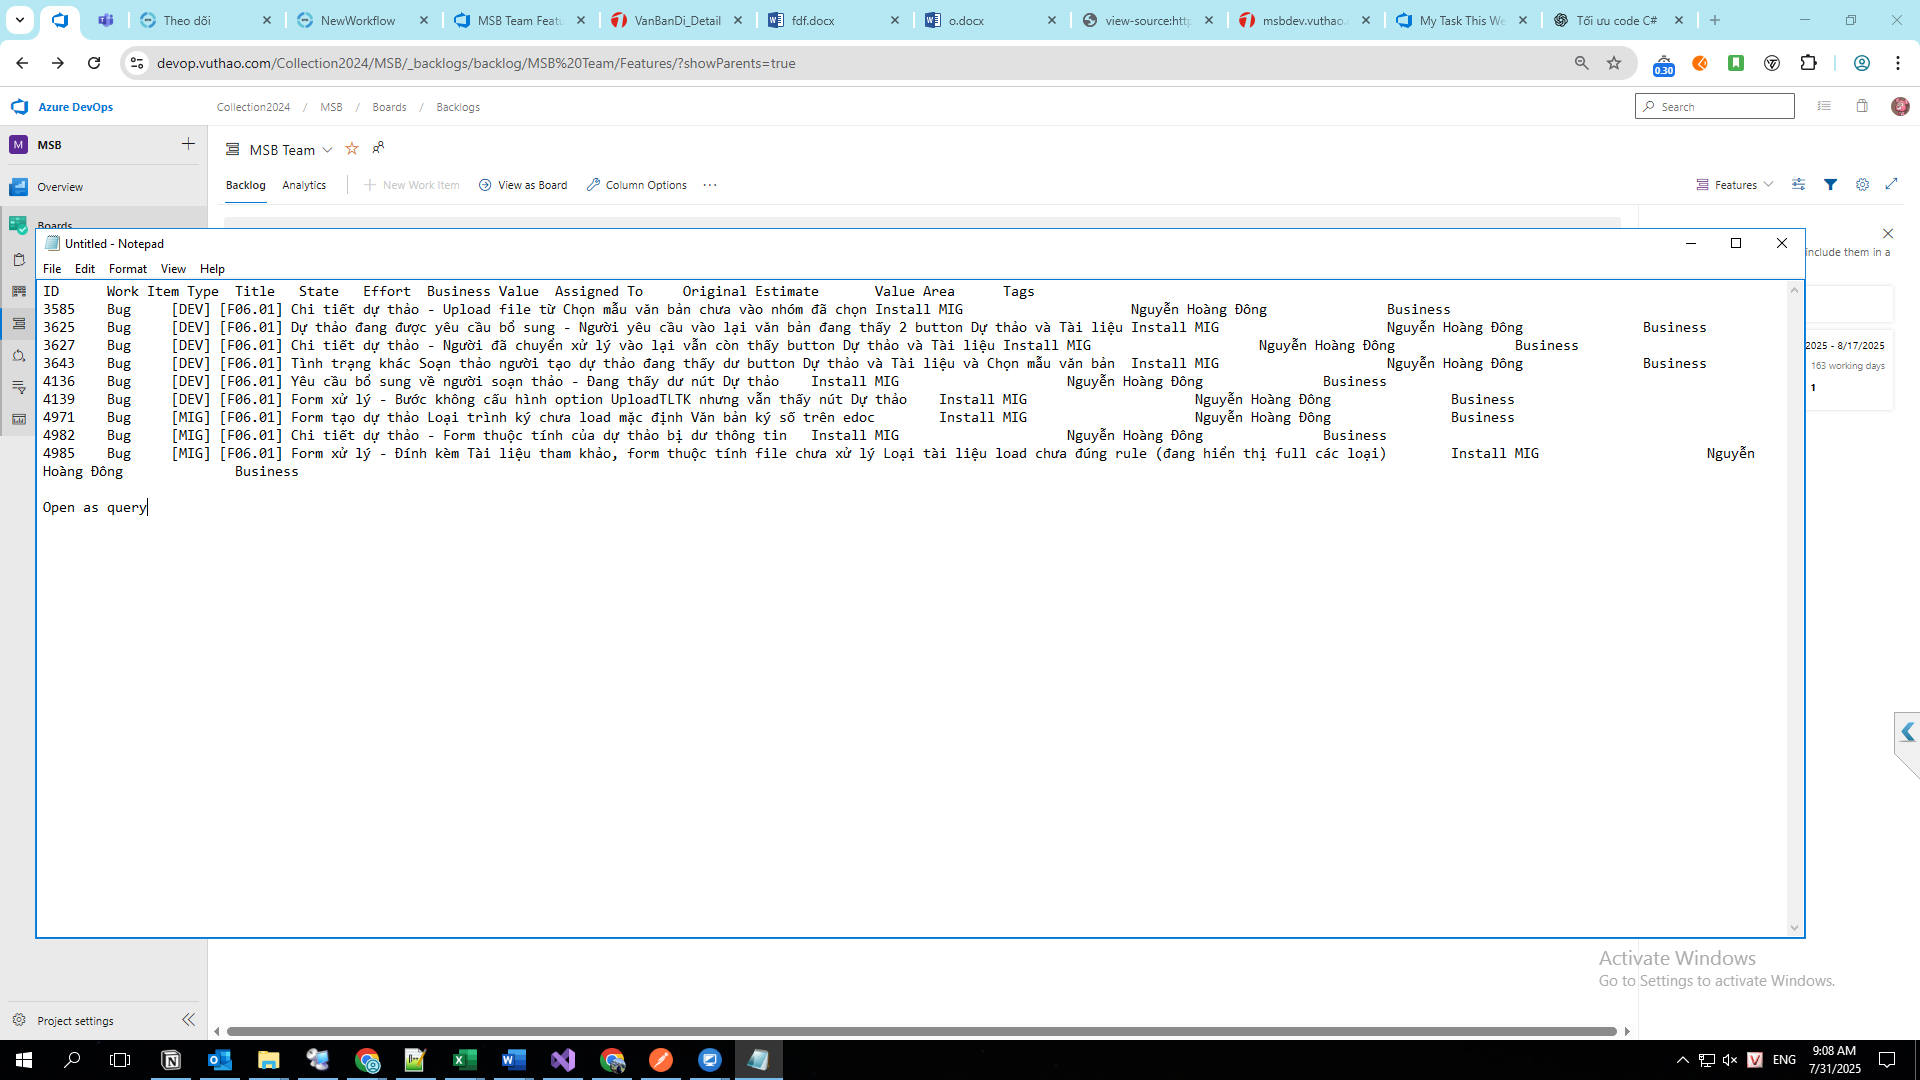 Theo dõi
NewWorkflow
MSB Team Featu
VanBanDi_Detail
fdf.docx
o.docx
view-source:http
msbdev.vuthao.
My Task This We
Tối ưu code C#
devop.vuthao.com/Collection2024/MSB/_backlogs/backlog/MSB%20Team/Features/?showParents=true
0.30
Azure DevOps
Collection2024 / MSB / Boards / Backlogs
Search
M MSB
MSB Team
Overview
Backlog Analytics New Work Item View as Board Column Options
Features
Boards
Untitled - Notepad
include them in a
File Edit Format View Help
ID Work Item Type Title State Effort Business Value Assigned To Original Estimate Value Area Tags
3585 Bug [DEV] [F06.01] Chi tiết dự thảo - Upload file từ Chọn mẫu văn bản chưa vào nhóm đã chọn Install MIG Nguyễn Hoàng Đông Business
3625 Bug [DEV] [F06.01] Dự thảo đang được yêu cầu bổ sung - Người yêu cầu vào lại văn bản đang thấy 2 button Dự thảo và Tài liệu Install MIG Nguyễn Hoàng Đông Business
3627 Bug [DEV] [F06.01] Chi tiết dự thảo - Người đã chuyển xử lý vào lại vẫn còn thấy button Dự thảo và Tài liệu Install MIG Nguyễn Hoàng Đông Business
3643 Bug [DEV] [F06.01] Tình trạng khác Soạn thảo người tạo dự thảo đang thấy dư button Dự thảo và Tài liệu và Chọn mẫu văn bản Install MIG Nguyễn Hoàng Đông Business
4136 Bug [DEV] [F06.01] Yêu cầu bổ sung về người soạn thảo - Đang thấy dư nút Dự thảo Install MIG Nguyễn Hoàng Đông Business
4139 Bug [DEV] [F06.01] Form xử lý - Bước không cấu hình option UploadTLTK nhưng vẫn thấy nút Dự thảo Install MIG Nguyễn Hoàng Đông Business
4971 Bug [MIG] [F06.01] Form tạo dự thảo Loại trình ký chưa load mặc định Văn bản ký số trên edoc Install MIG Nguyễn Hoàng Đông Business
4982 Bug [MIG] [F06.01] Chi tiết dự thảo - Form thuộc tính của dự thảo bị dư thông tin Install MIG Nguyễn Hoàng Đông Business
4985 Bug [MIG] [F06.01] Form xử lý - Đính kèm Tài liệu tham khảo, form thuộc tính file chưa xử lý Loại tài liệu load chưa đúng rule (đang hiển thị full các loại) Install MIG Nguyễn
Hoàng Đông Business
Open as query
2025 - 8/17/2025
163 working days
1
Activate Windows
Go to Settings to activate Windows.
Project settings
ENG
9:08 AM
7/31/2025